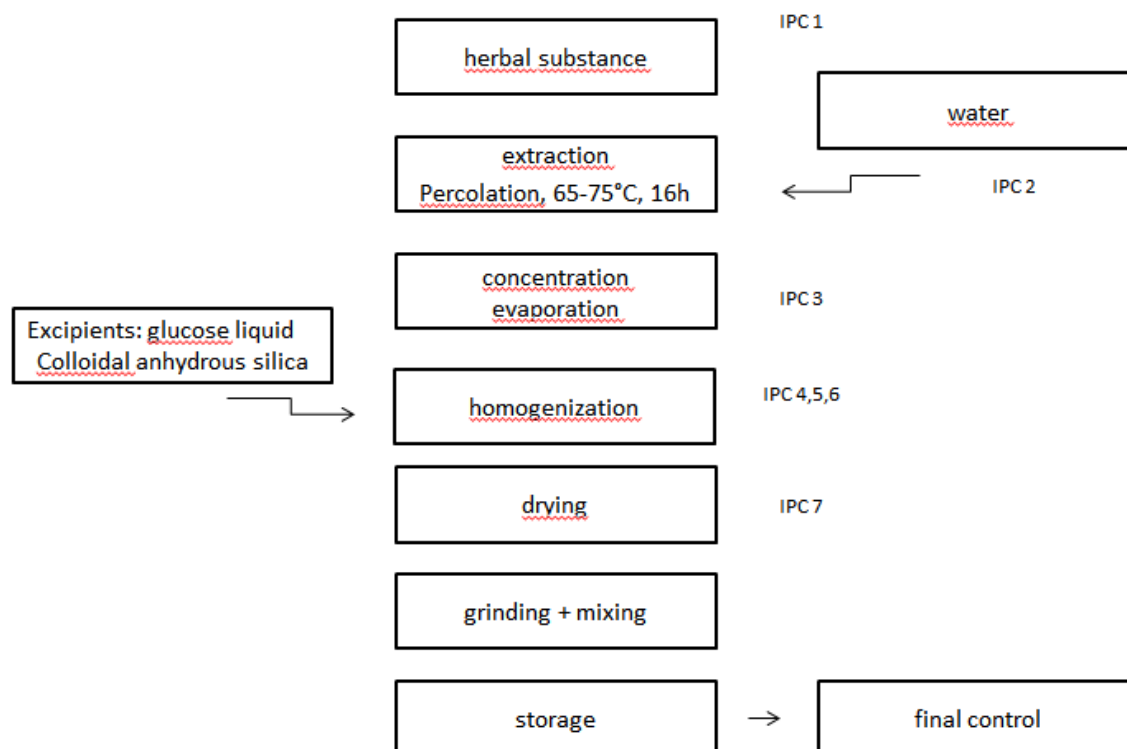 IPC 1
herbal substance
water
extraction
Percolation, 65-75°C, 16h
IPC 2
concentration
evaporation
IPC 3
Excipients: glucose liquid
Colloidal anhydrous silica
homogenization
IPC 4,5,6
drying
IPC 7
grinding + mixing
storage
final control